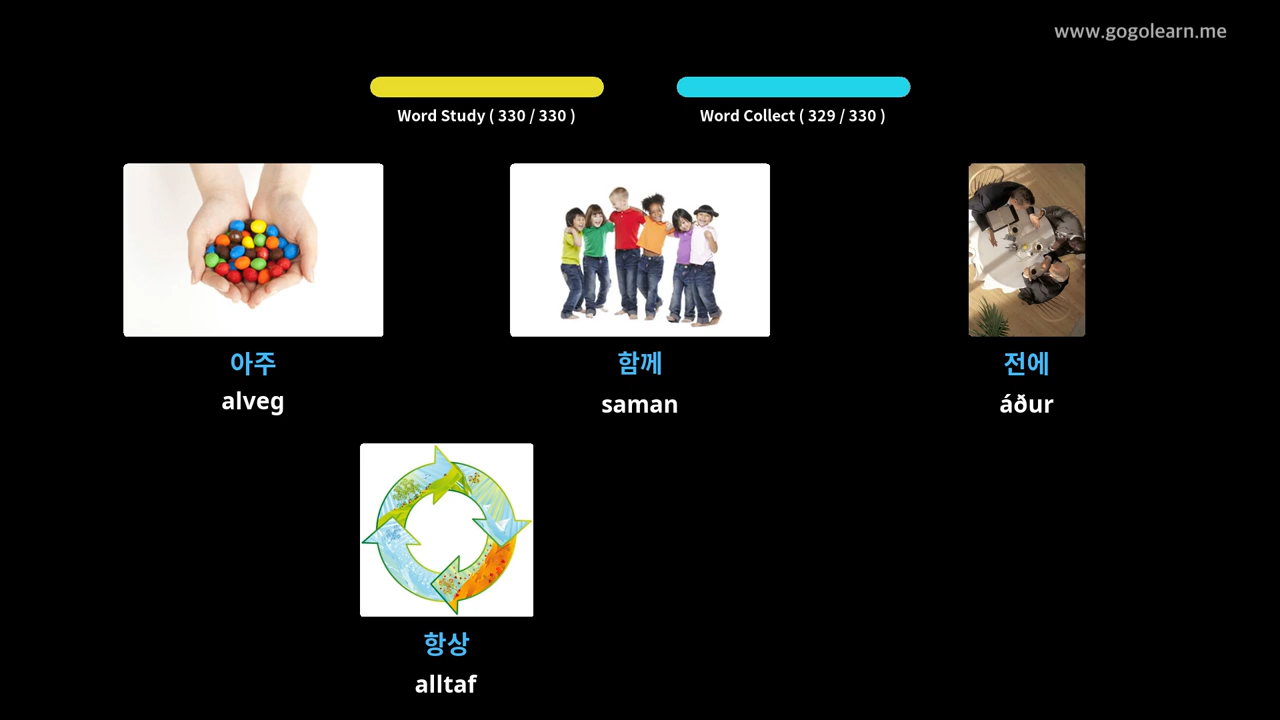 www.gogolearn.me
Word Study ( 330 / 330 )
Word Collect ( 329 / 330 )
아주
alveg
함께
saman
전에
áður
항상
alltaf